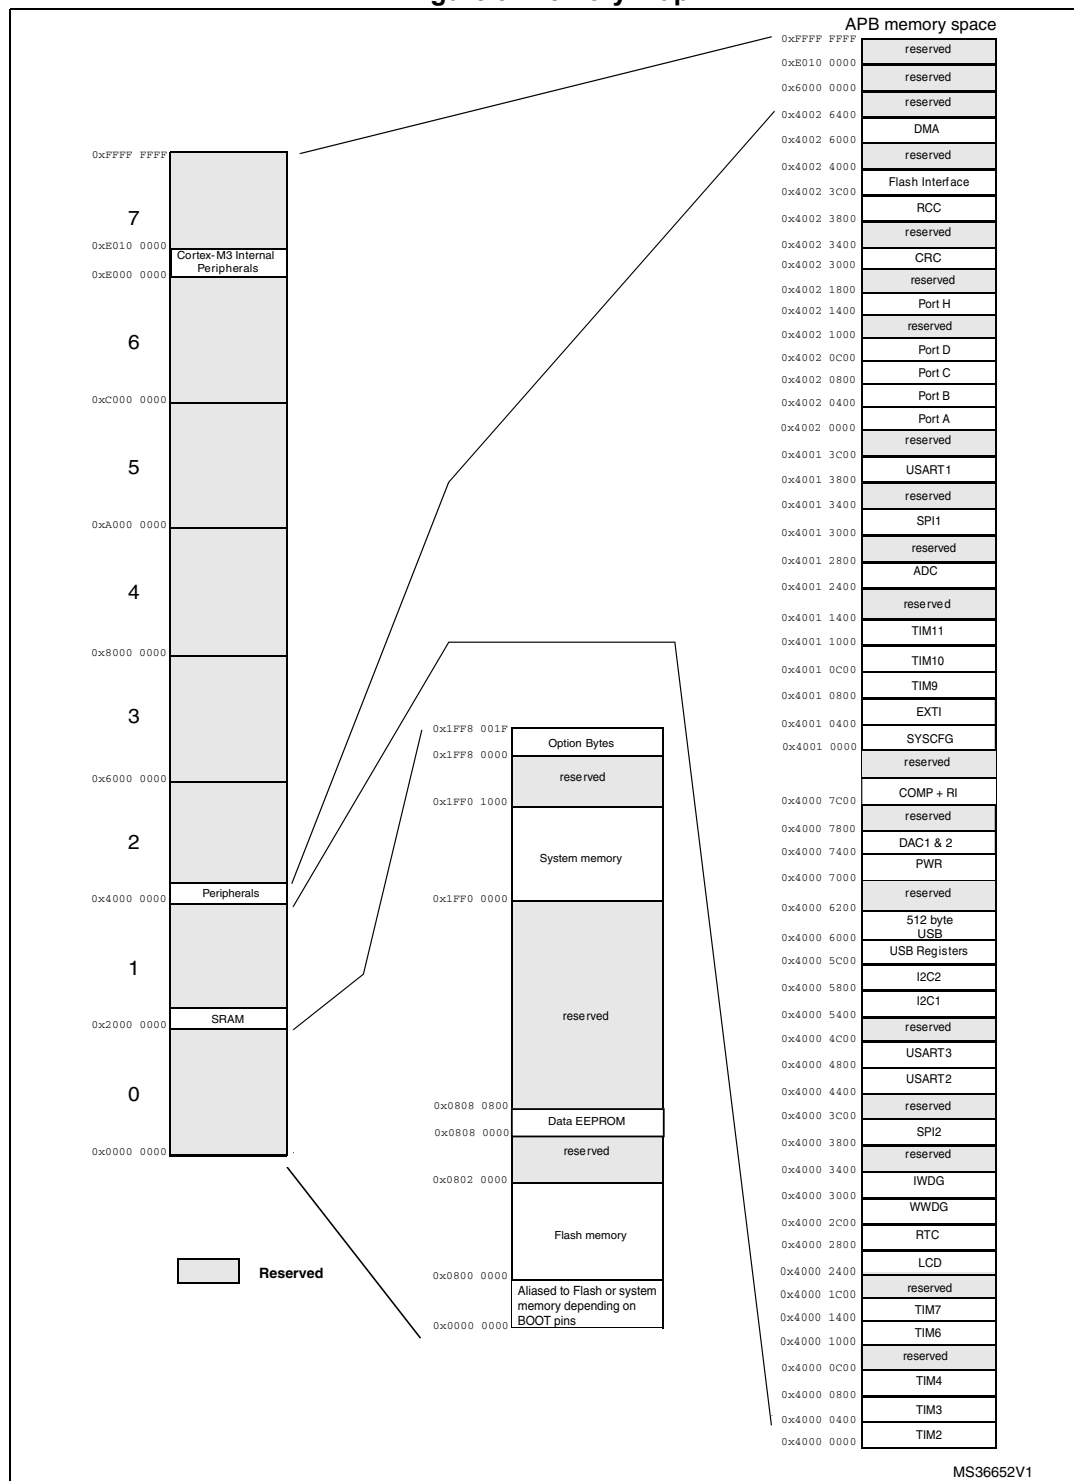 APB memory space
0xFFFF FFFF
reserved
0xE010 0000
reserved
0x6000 0000
reserved
0x4002 6400
DMA
0x4002 6000
reserved
0x4002 4000
Flash Interface
0x4002 3C00
RCC
0x4002 3800
reserved
0x4002 3400
CRC
0x4002 3000
reserved
0x4002 1800
Port H
0x4002 1400
reserved
0x4002 1000
Port D
0x4002 0C00
Port C
0x4002 0800
Port B
0x4002 0400
Port A
0x4002 0000
reserved
0x4001 3C00
USART1
0x4001 3800
reserved
0x4001 3400
SPI1
0x4001 3000
reserved
0x4001 2800
ADC
0x4001 2400
reserved
0x4001 1400
TIM11
0x4001 1000
TIM10
0x4001 0C00
TIM9
0x4001 0800
EXTI
0x4001 0400
SYSCFG
0x4001 0000
reserved
COMP + RI
0x4000 7C00
reserved
0x4000 7800
DAC1 & 2
0x4000 7400
PWR
0x4000 7000
reserved
0x4000 6200
512 byte
USB
0x4000 6000
USB Registers
0x4000 5C00
I2C2
0x4000 5800
I2C1
0x4000 5400
reserved
0x4000 4C00
USART3
0x4000 4800
USART2
0x4000 4400
reserved
0x4000 3C00
SPI2
0x4000 3800
reserved
0x4000 3400
IWDG
0x4000 3000
WWDG
0x4000 2C00
RTC
0x4000 2800
LCD
0x4000 2400
reserved
0x4000 1C00
TIM7
0x4000 1400
TIM6
0x4000 1000
reserved
0x4000 0C00
TIM4
0x4000 0800
TIM3
0x4000 0400
TIM2
0x4000 0000
0xFFFF FFFF
7
0xE010 0000
Cortex-M3 Internal
Peripherals
0xE000 0000
6
0xC000 0000
5
0xA000 0000
4
0x8000 0000
3
0x6000 0000
2
Peripherals
0x4000 0000
1
SRAM
0x2000 0000
0
0x0000 0000
Reserved
0x1FF8 001F
Option Bytes
0x1FF8 0000
reserved
0x1FF0 1000
System memory
0x1FF0 0000
reserved
0x0808 0800
Data EEPROM
0x0808 0000
reserved
0x0802 0000
Flash memory
0x0800 0000
Aliased to Flash or system
memory depending on
BOOT pins
0x0000 0000
MS36652V1